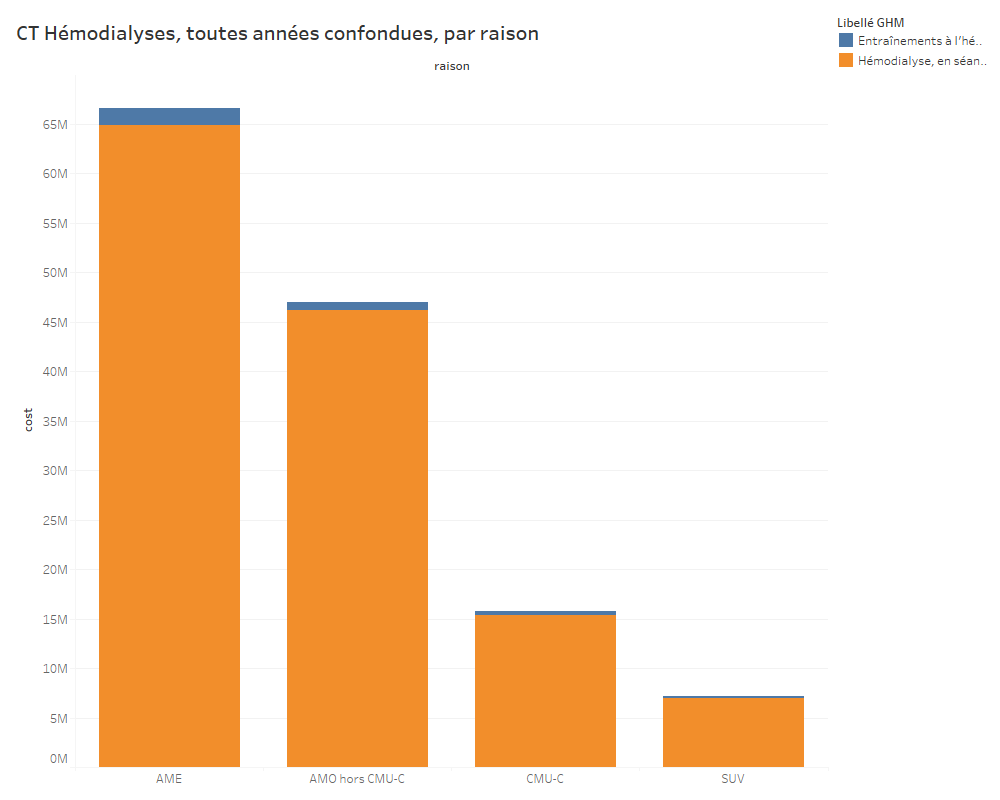 CT Hémodialyses, toutes années confondues, par raison
Libellé GHM
Entraînements à l'hé..
Hémodialyse, en séan..
raison
65M
60M
55M
50M
45M
40M
35M
30M
25M
20M
15M
10M
5M
0M
cost
AME
AMO hors CMU-C
CMU-C
SUV